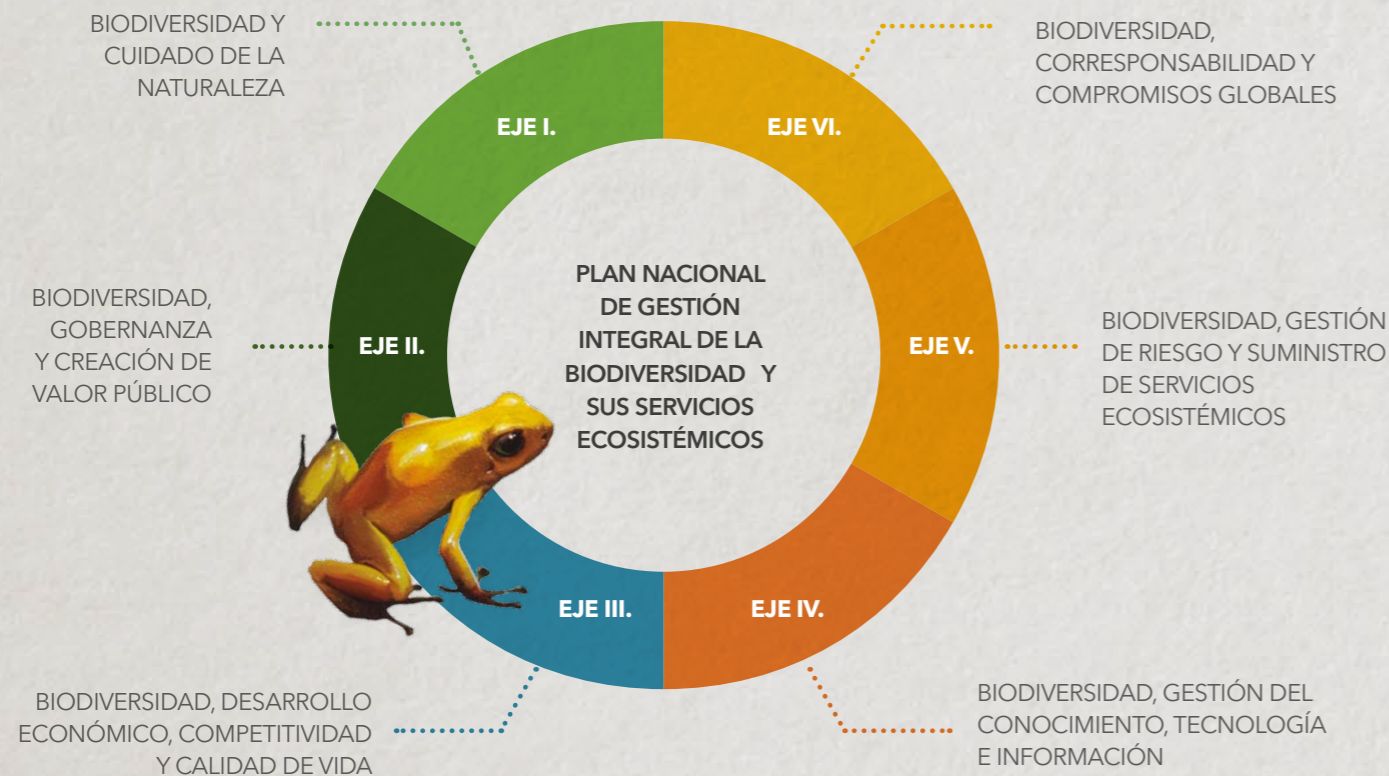 BIODIVERSIDAD Y
CUIDADO DE LA
NATURALEZA
EJE I.
BIODIVERSIDAD,
GOBERNANZA
Y CREACIÓN DE
VALOR PÚBLICO
EJE II.
BIODIVERSIDAD, DESARROLLO
ECONÓMICO, COMPETITIVIDAD
Y CALIDAD DE VIDA
EJE III.
PLAN NACIONAL
DE GESTIÓN
INTEGRAL DE LA
BIODIVERSIDAD Y
SUS SERVICIOS
ECOSISTÉMICOS
EJE VI.
BIODIVERSIDAD,
CORRESPONSABILIDAD Y
COMPROMISOS GLOBALES
EJE V.
BIODIVERSIDAD, GESTIÓN
DE RIESGO Y SUMINISTRO
DE SERVICIOS
ECOSISTÉMICOS
EJE IV.
BIODIVERSIDAD, GESTIÓN DEL
CONOCIMIENTO, TECNOLOGÍA
E INFORMACIÓN